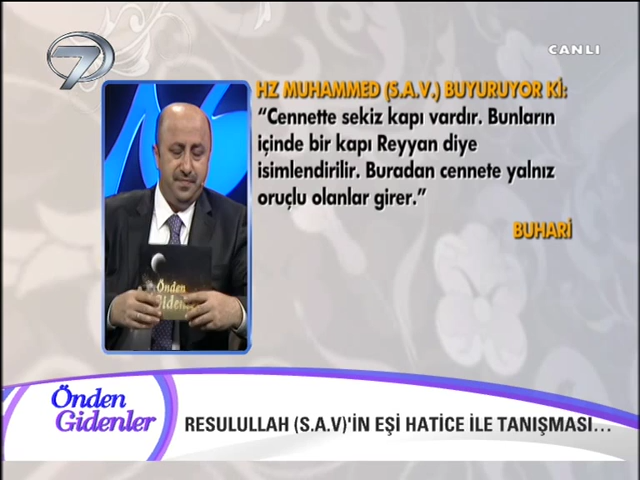 7
CANLI
HZ MUHAMMED (S.A.V.) BUYURUYOR Kİ:
“Cennette sekiz kapı vardır. Bunların
içinde bir kapı Reyyan diye
isimlendirilir. Buradan cennete yalnız
oruçlu olanlar girer.”
BUHARİ
Önden
Gidenler
Önden
Gidenler
RESULULLAH (S.A.V)'İN EŞİ HATİCE İLE TANIŞMASI...